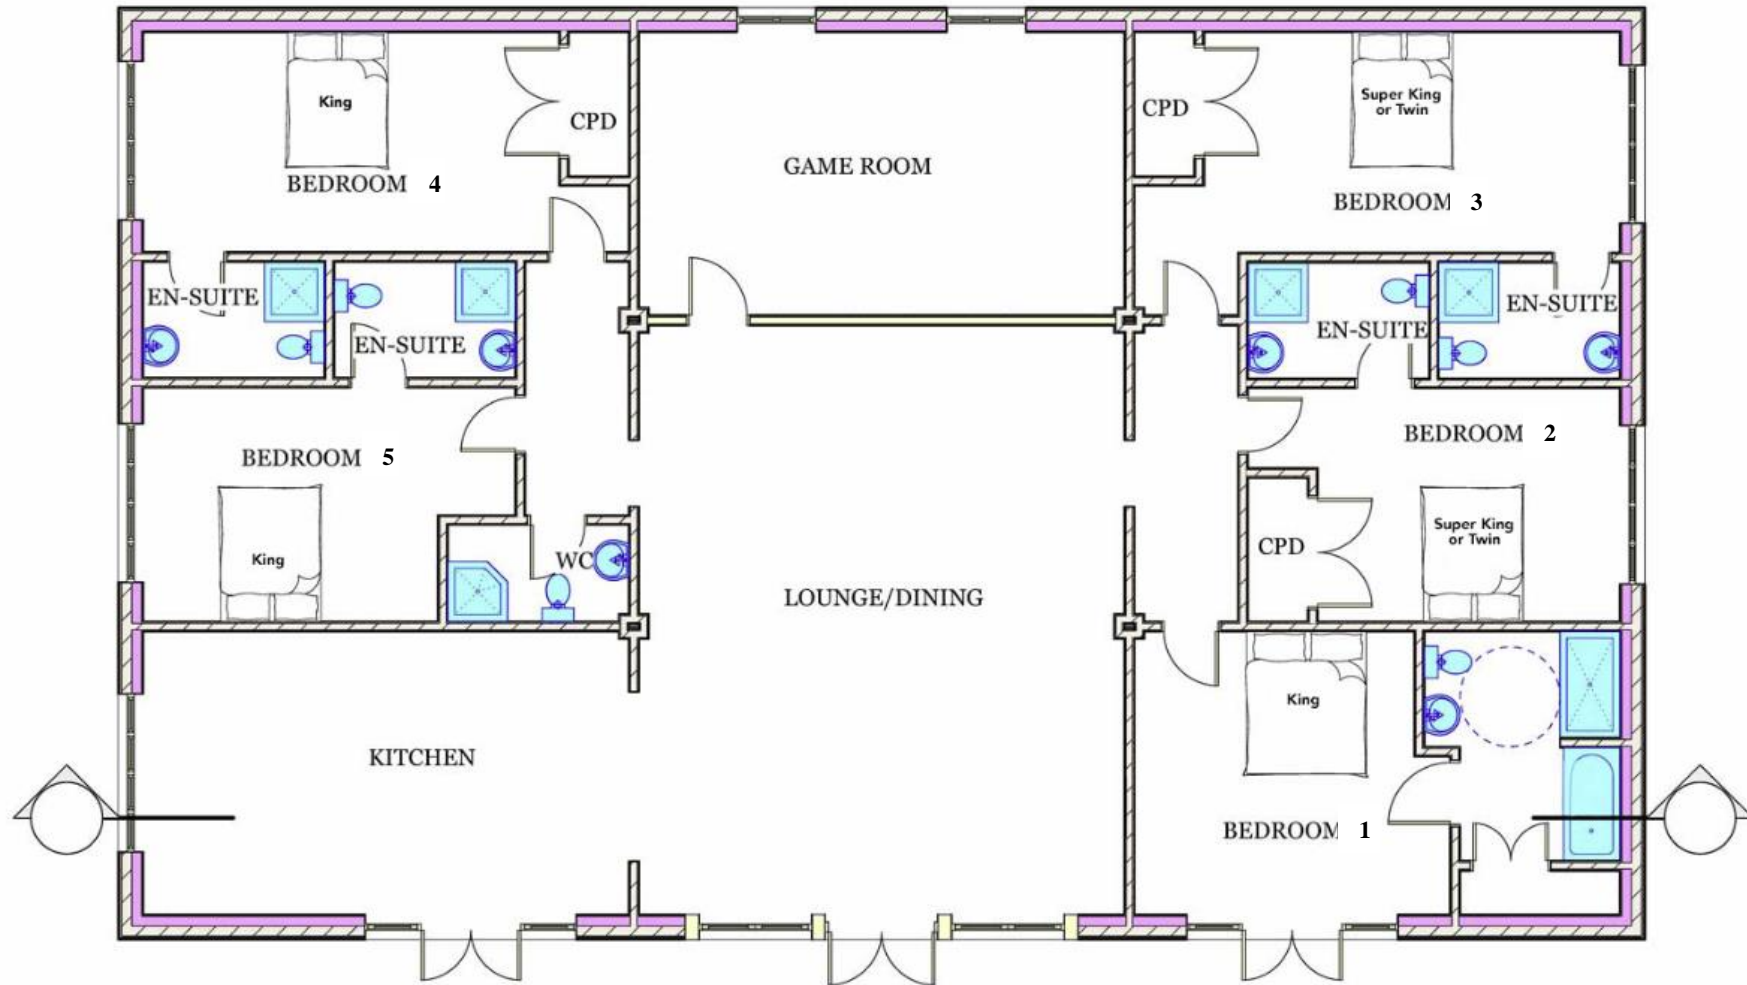 King
CPD
BEDROOM 4
GAME ROOM
CPD
Super King
or Twin
BEDROOM 3
EN-SUITE
EN-SUITE
EN-SUITE
EN-SUITE
BEDROOM 5
King
WC
LOUNGE/DINING
BEDROOM 2
CPD
Super King
or Twin
KITCHEN
King
BEDROOM 1